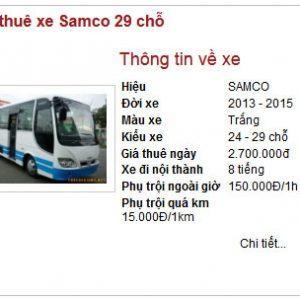 thuê xe Samco 29 chỗ
Thông tin về xe
Hiệu SAMCO
Đời xe 2013 - 2015
Màu xe Trắng
Kiểu xe 24 - 29 chỗ
Giá thuê ngày 2.700.000đ
Xe đi nội thành 8 tiếng
Phụ trội ngoài giờ 150.000Đ/1h
Phụ trội quá km
15.000Đ/1km
Chi tiết...